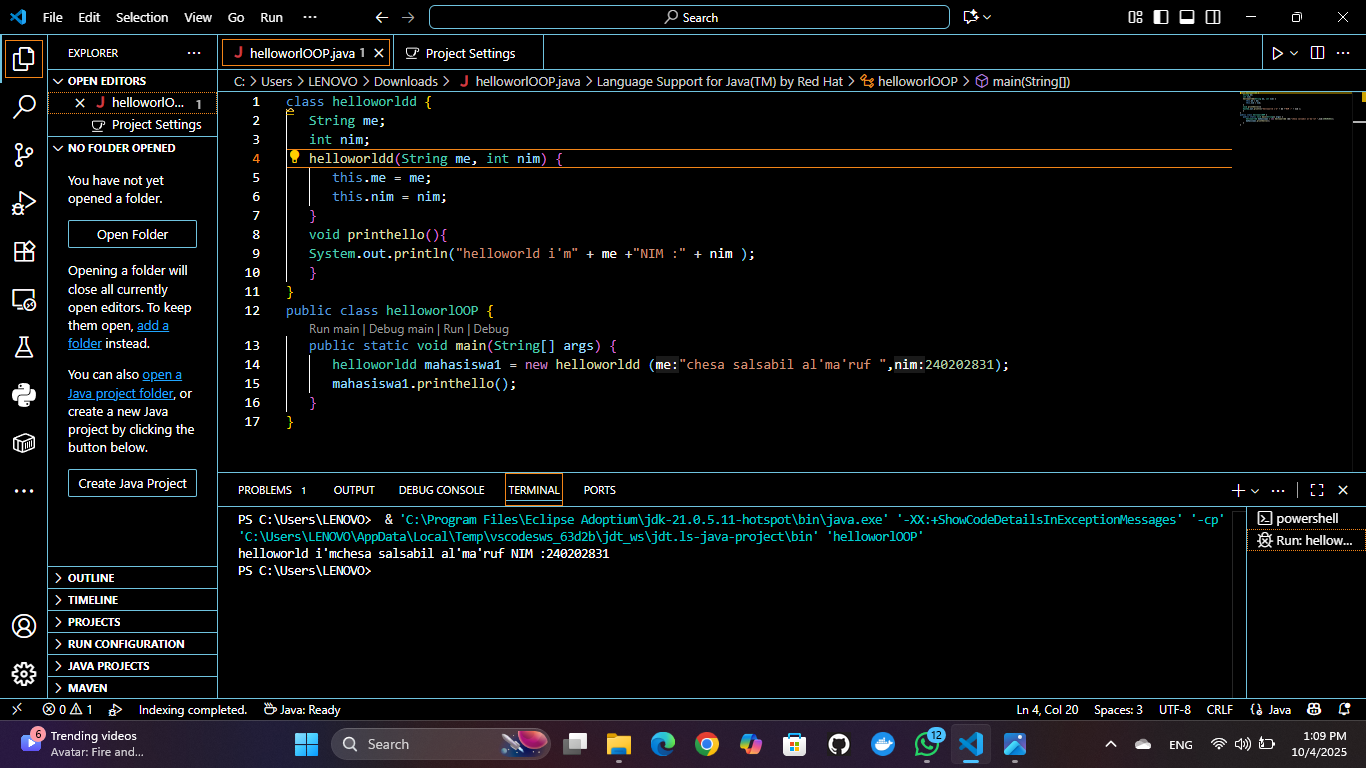 File Edit Selection View Go Run ··· Search
EXPLORER ···
OPEN EDITORS
helloworlO... 1
Project Settings
NO FOLDER OPENED
You have not yet
opened a folder.
Open Folder
Opening a folder will
close all currently
open editors. To keep
them open, add a
folder instead.
You can also open a
Java project folder, or
create a new Java
project by clicking the
button below.
Create Java Project
OUTLINE
TIMELINE
PROJECTS
RUN CONFIGURATION
JAVA PROJECTS
MAVEN
helloworlOOP.java 1 Project Settings
C: > Users > LENOVO > Downloads > helloworlOOP.java > Language Support for Java(TM) by Red Hat > helloworlOOP > main(String[])
1 class helloworldd {
2 String me;
3 int nim;
4 helloworldd(String me, int nim) {
5 this.me = me;
6 this.nim = nim;
7 }
8 void printhello(){
9 System.out.println("helloworld i'm" + me +"NIM :" + nim );
10 }
11 }
12 public class helloworlOOP {
Run main | Debug main | Run | Debug
13 public static void main(String[] args) {
14 helloworldd mahasiswa1 = new helloworldd (me:"chesa salsabil al'ma'ruf ",nim:240202831);
15 mahasiswa1.printhello();
16 }
17 }
PROBLEMS 1 OUTPUT DEBUG CONSOLE TERMINAL PORTS
PS C:\Users\LENOVO> & 'C:\Program Files\Eclipse Adoptium\jdk-21.0.5.11-hotspot\bin\java.exe' '-XX:+ShowCodeDetailsInExceptionMessages' '-cp'
'C:\Users\LENOVO\AppData\Local\Temp\vscodesws_63d2b\jdt_ws\jdt.ls-java-project\bin' 'helloworlOOP'
helloworld i'mchesa salsabil al'ma'ruf NIM :240202831
PS C:\Users\LENOVO>
powershell
Run: hellow...
0 1 Indexing completed. Java: Ready Ln 4, Col 20 Spaces: 3 UTF-8 CRLF Java
6 Trending videos
Avatar: Fire and...
Search
12
ENG
1:09 PM
10/4/2025